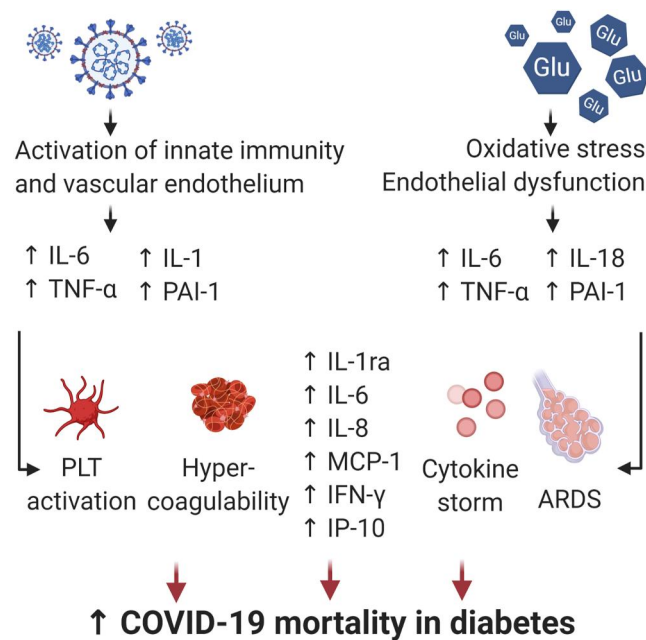 Glu
Glu
Glu
Glu
Glu
Glu
Activation of innate immunity
and vascular endothelium
Oxidative stress
Endothelial dysfunction
↑ IL-6 ↑ IL-1
↑ TNF-α ↑ PAI-1
↑ IL-6 ↑ IL-18
↑ TNF-α ↑ PAI-1
PLT
activation
Hyper-
coagulability
↑ IL-1ra
↑ IL-6
↑ IL-8
↑ MCP-1
↑ IFN-γ
↑ IP-10
Cytokine
storm
ARDS
↑ COVID-19 mortality in diabetes